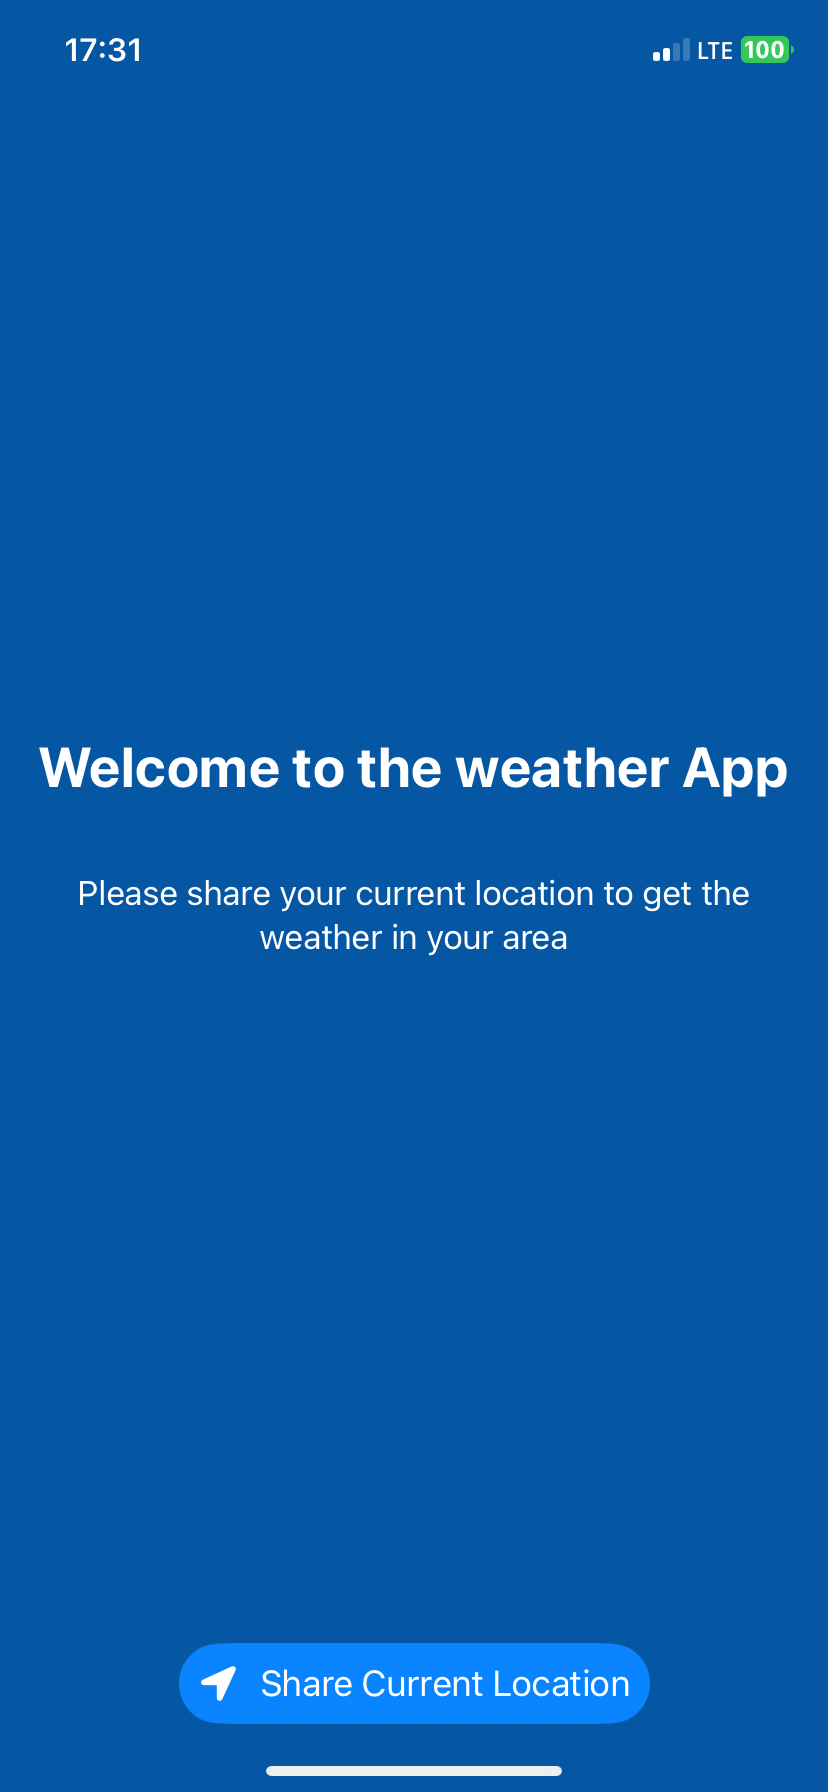 17:31
LTE 100
Welcome to the weather App
Please share your current location to get the
weather in your area
Share Current Location